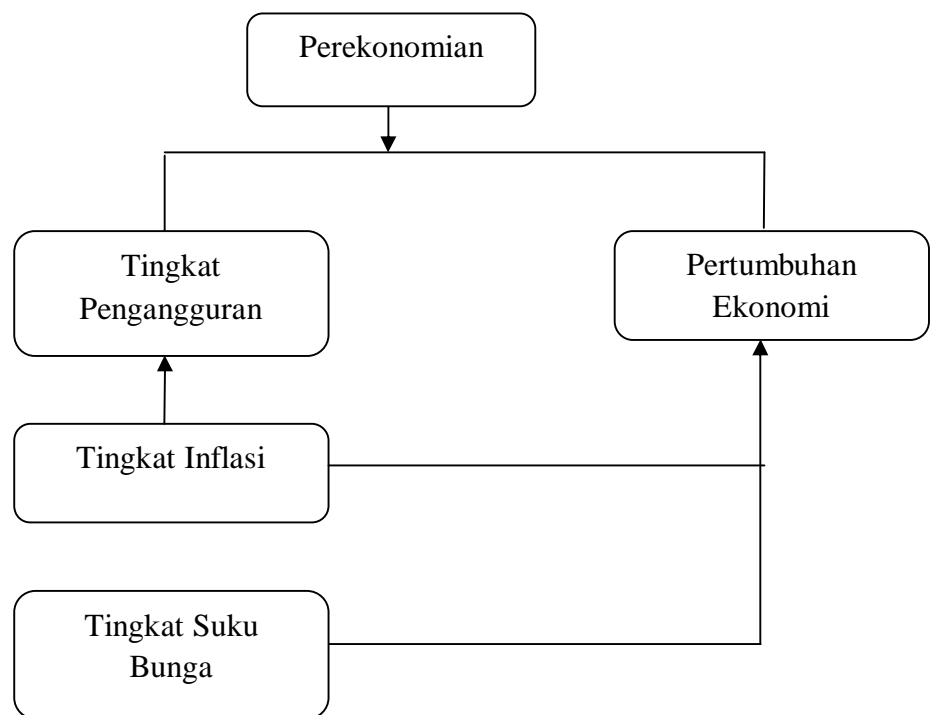 Perekonomian
Tingkat
Pengangguran
Pertumbuhan
Ekonomi
Tingkat Inflasi
Tingkat Suku
Bunga